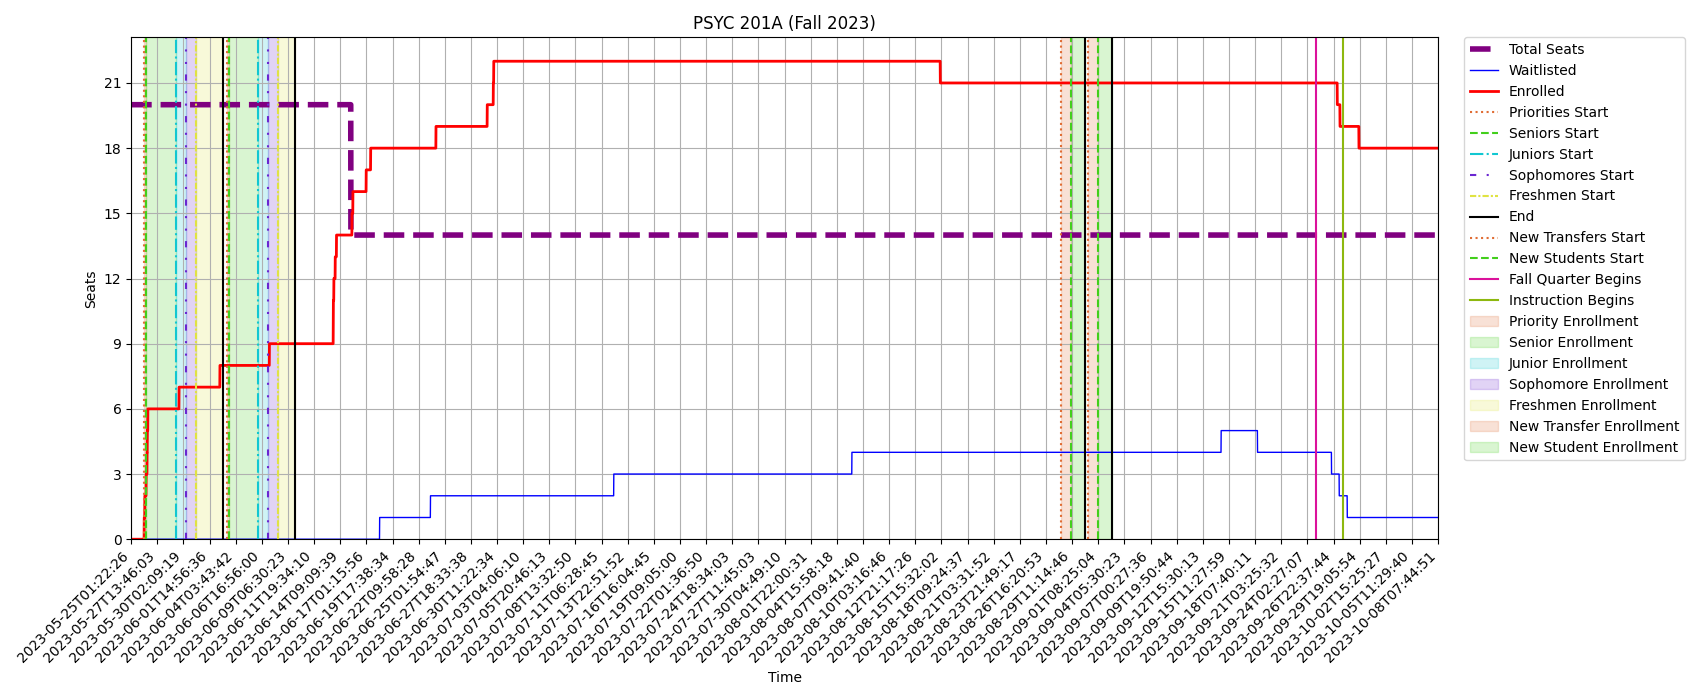 PSYC 201A (Fall 2023)
Seats
21
18
15
12
9
6
3
0
2023-05-25T01:22:26
2023-05-27T13:46:03
2023-05-30T02:09:19
2023-06-01T14:56:36
2023-06-04T03:43:42
2023-06-06T16:56:00
2023-06-09T06:30:23
2023-06-11T19:34:10
2023-06-14T09:09:39
2023-06-17T01:15:56
2023-06-19T17:38:34
2023-06-22T09:58:28
2023-06-25T01:54:47
2023-06-27T18:33:38
2023-06-30T11:22:34
2023-07-03T04:06:10
2023-07-05T20:46:13
2023-07-08T13:32:50
2023-07-11T06:28:45
2023-07-13T22:51:52
2023-07-16T16:04:45
2023-07-19T09:05:00
2023-07-22T01:36:50
2023-07-24T18:34:03
2023-07-27T11:45:03
2023-07-30T04:49:10
2023-08-01T22:00:31
2023-08-04T15:58:18
2023-08-07T09:41:40
2023-08-10T03:16:46
2023-08-12T21:17:26
2023-08-15T15:32:02
2023-08-18T09:24:37
2023-08-21T03:31:52
2023-08-23T21:49:17
2023-08-26T16:20:53
2023-08-29T11:14:46
2023-09-01T08:25:04
2023-09-04T05:30:23
2023-09-07T00:27:36
2023-09-09T19:50:44
2023-09-12T15:30:13
2023-09-15T11:27:59
2023-09-18T07:40:11
2023-09-21T03:25:32
2023-09-24T02:27:07
2023-09-26T22:37:44
2023-09-29T19:05:54
2023-10-02T15:25:27
2023-10-05T11:29:40
2023-10-08T07:44:51
Time
Total Seats
Waitlisted
Enrolled
Priorities Start
Seniors Start
Juniors Start
Sophomores Start
Freshmen Start
End
New Transfers Start
New Students Start
Fall Quarter Begins
Instruction Begins
Priority Enrollment
Senior Enrollment
Junior Enrollment
Sophomore Enrollment
Freshmen Enrollment
New Transfer Enrollment
New Student Enrollment